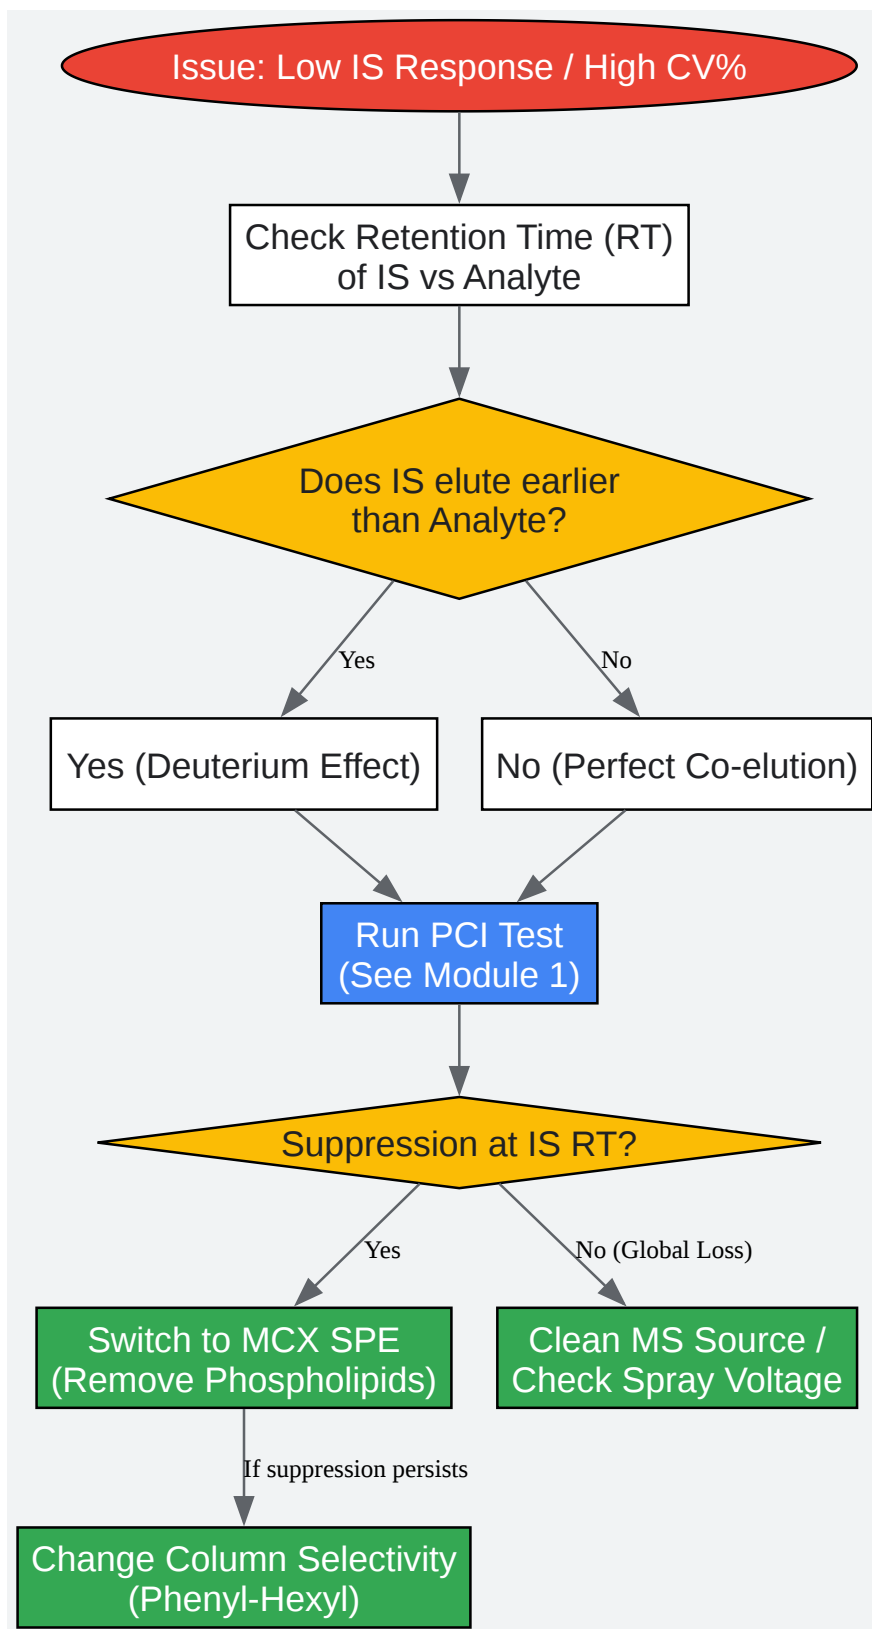 Issue: Low IS Response / High CV%
Check Retention Time (RT)
of IS vs Analyte
Does IS elute earlier
than Analyte?
Yes
No
Yes (Deuterium Effect)
No (Perfect Co-elution)
Run PCI Test
(See Module 1)
Suppression at IS RT?
Yes
No (Global Loss)
Switch to MCX SPE
(Remove Phospholipids)
Clean MS Source /
Check Spray Voltage
If suppression persists
Change Column Selectivity
(Phenyl-Hexyl)